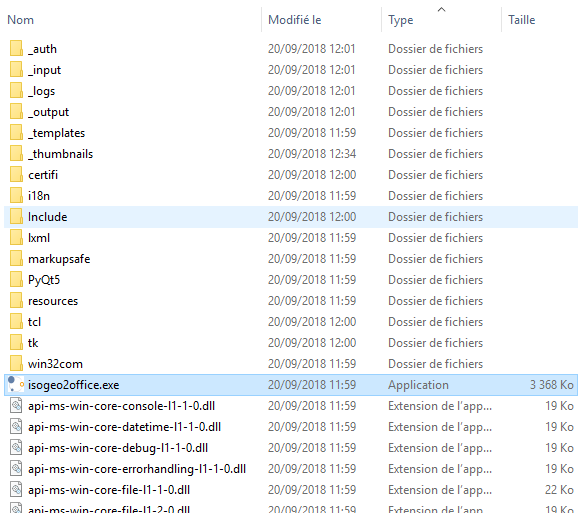 Nom Modifié le Type Taille
_auth 20/09/2018 12:01 Dossier de fichiers
_input 20/09/2018 12:01 Dossier de fichiers
_logs 20/09/2018 12:01 Dossier de fichiers
_output 20/09/2018 12:01 Dossier de fichiers
_templates 20/09/2018 11:59 Dossier de fichiers
_thumbnails 20/09/2018 12:34 Dossier de fichiers
certifi 20/09/2018 12:00 Dossier de fichiers
i18n 20/09/2018 11:59 Dossier de fichiers
Include 20/09/2018 12:00 Dossier de fichiers
lxml 20/09/2018 11:59 Dossier de fichiers
markupsafe 20/09/2018 11:59 Dossier de fichiers
PyQt5 20/09/2018 11:59 Dossier de fichiers
resources 20/09/2018 11:59 Dossier de fichiers
tcl 20/09/2018 12:00 Dossier de fichiers
tk 20/09/2018 12:00 Dossier de fichiers
win32com 20/09/2018 11:59 Dossier de fichiers
isogeo2office.exe 20/09/2018 11:59 Application 3 368 Ko
api-ms-win-core-console-l1-1-0.dll 20/09/2018 11:59 Extension de l'app... 19 Ko
api-ms-win-core-datetime-l1-1-0.dll 20/09/2018 11:59 Extension de l'app... 19 Ko
api-ms-win-core-debug-l1-1-0.dll 20/09/2018 11:59 Extension de l'app... 19 Ko
api-ms-win-core-errorhandling-l1-1-0.dll 20/09/2018 11:59 Extension de l'app... 19 Ko
api-ms-win-core-file-l1-1-0.dll 20/09/2018 11:59 Extension de l'app... 22 Ko
api-ms-win-core-file-l1-2-0.dll 20/09/2018 11:59 Extension de l'app... 19 Ko